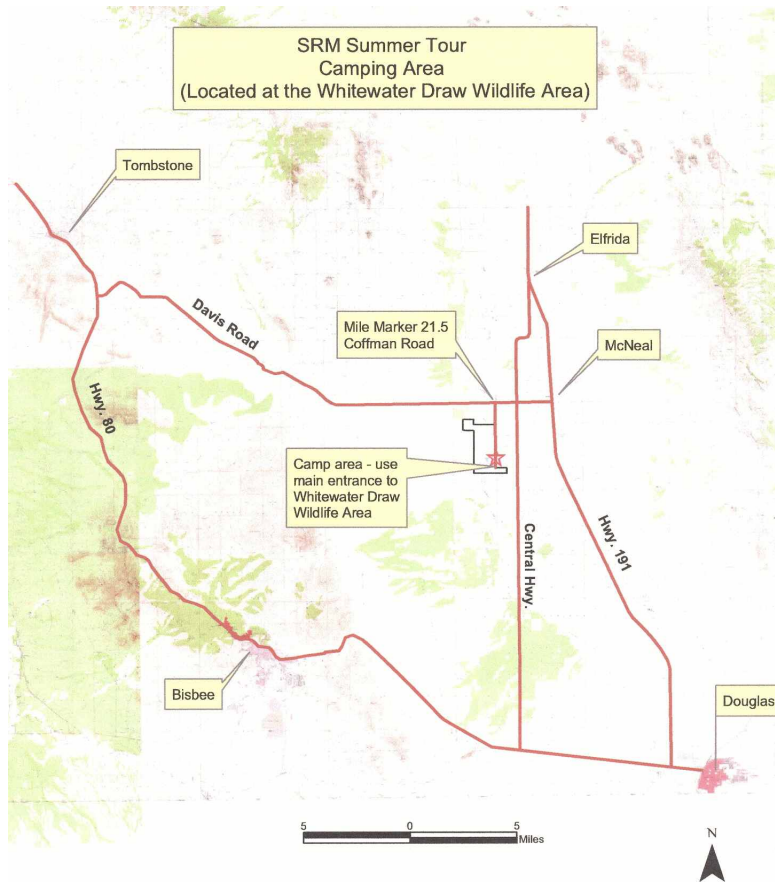 SRM Summer Tour
Camping Area
(Located at the Whitewater Draw Wildlife Area)
Tombstone
Elfrida
Davis Road
Mile Marker 21.5
Coffman Road
McNeal
Hwy. 80
Camp area - use
main entrance to
Whitewater Draw
Wildlife Area
Central Hwy.
Hwy. 191
Bisbee
Douglas
5 0 5
Miles
N